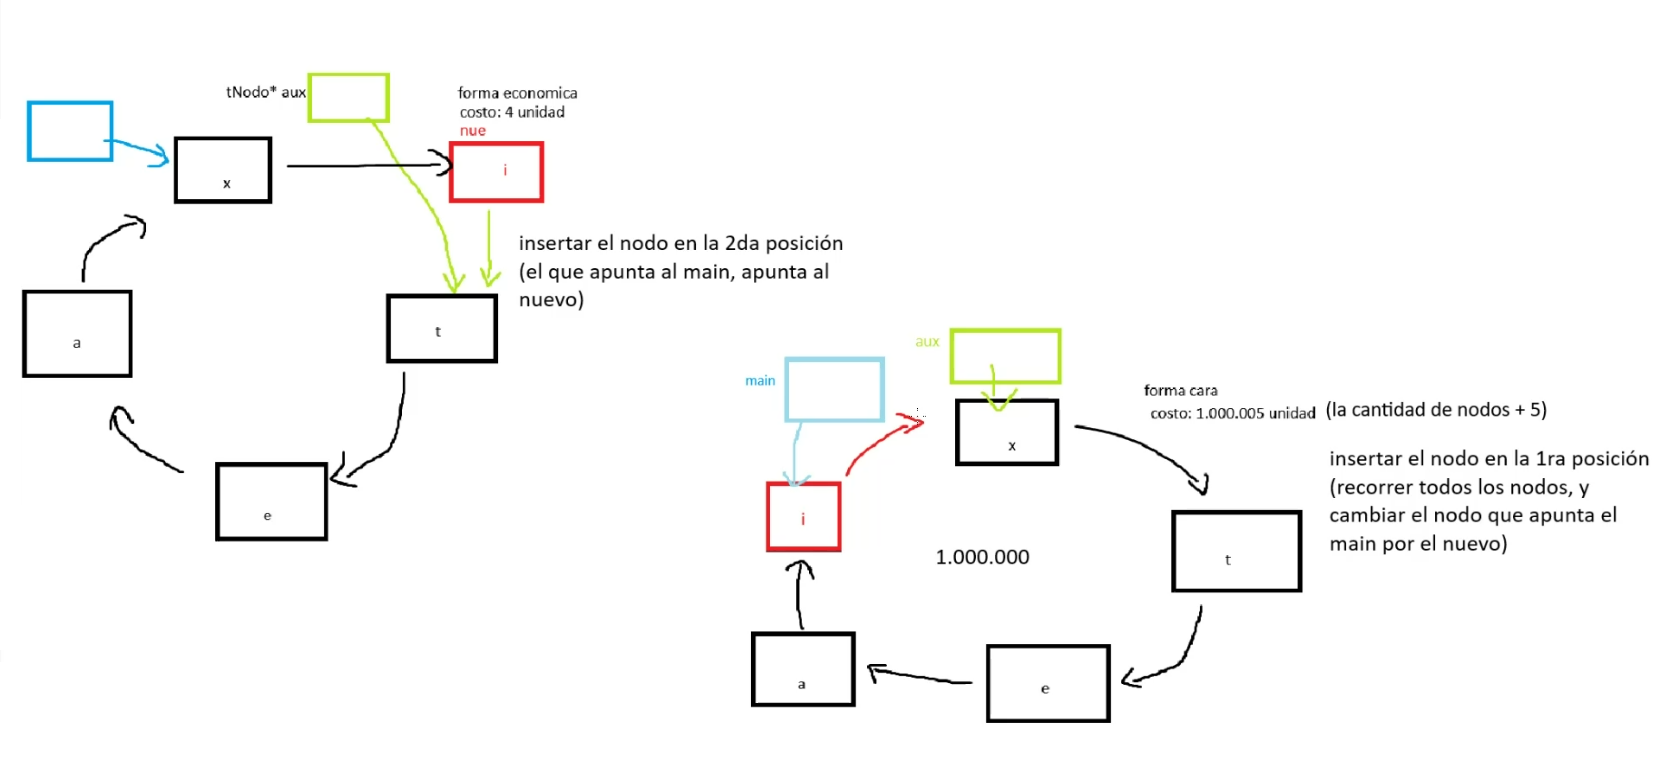 tNodo* aux
forma economica
costo: 4 unidad
nue
x
i
insertar el nodo en la 2da posición
(el que apunta al main, apunta al
nuevo)
a
t
e
aux
main
forma cara
costo: 1.000.005 unidad (la cantidad de nodos + 5)
x
insertar el nodo en la 1ra posición
(recorrer todos los nodos, y
cambiar el nodo que apunta el
main por el nuevo)
i
1.000.000
t
a
e